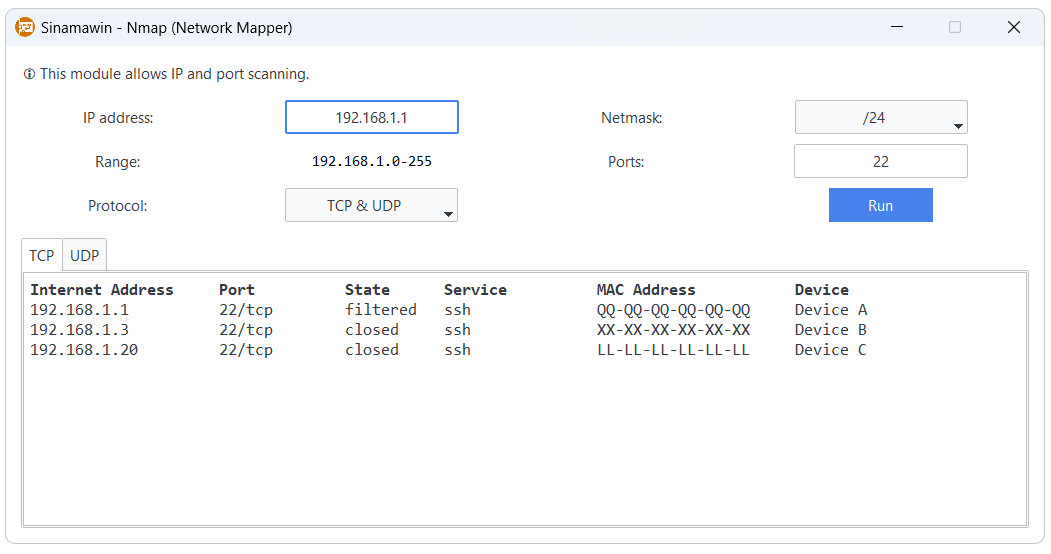 Sinamawin - Nmap (Network Mapper)
This module allows IP and port scanning.
IP address: 192.168.1.1 Netmask: /24
Range: 192.168.1.0-255 Ports: 22
Protocol: TCP & UDP Run
TCP UDP
Internet Address Port State Service MAC Address Device
192.168.1.1 22/tcp filtered ssh QQ-QQ-QQ-QQ-QQ-QQ Device A
192.168.1.3 22/tcp closed ssh XX-XX-XX-XX-XX-XX Device B
192.168.1.20 22/tcp closed ssh LL-LL-LL-LL-LL-LL Device C